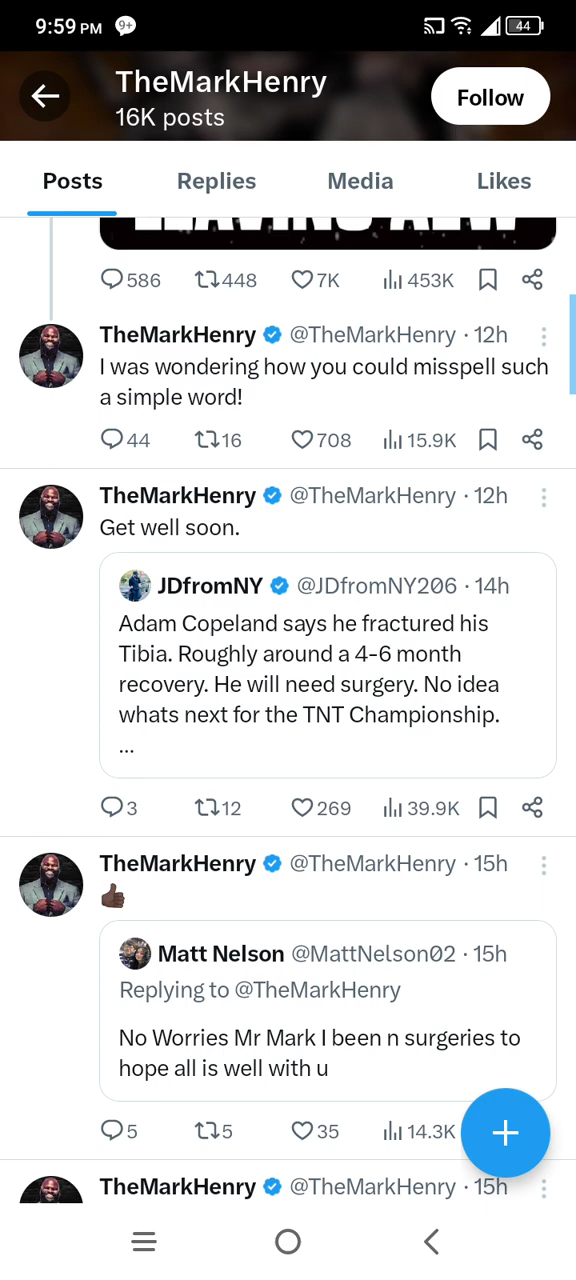 9:59 PM 9+ 44
TheMarkHenry
16K posts
Follow
Posts Replies Media Likes
586 448 7K 453K
TheMarkHenry @TheMarkHenry · 12h
I was wondering how you could misspell such
a simple word!
44 16 708 15.9K
TheMarkHenry @TheMarkHenry · 12h
Get well soon.
JDfromNY @JDfromNY206 · 14h
Adam Copeland says he fractured his
Tibia. Roughly around a 4-6 month
recovery. He will need surgery. No idea
whats next for the TNT Championship.
...
3 12 269 39.9K
TheMarkHenry @TheMarkHenry · 15h
Matt Nelson @MattNelson02 · 15h
Replying to @TheMarkHenry
No Worries Mr Mark I been n surgeries to
hope all is well with u
5 5 35 14.3K
TheMarkHenry @TheMarkHenry · 15h